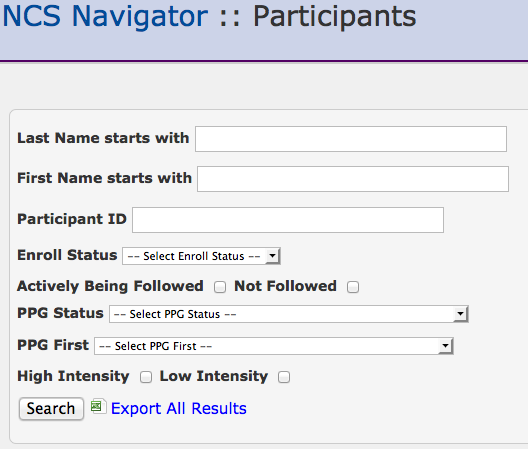 NCS Navigator :: Participants
Last Name starts with
First Name starts with
Participant ID
Enroll Status -- Select Enroll Status --
Actively Being Followed Not Followed
PPG Status -- Select PPG Status --
PPG First -- Select PPG First --
High Intensity Low Intensity
Search Export All Results